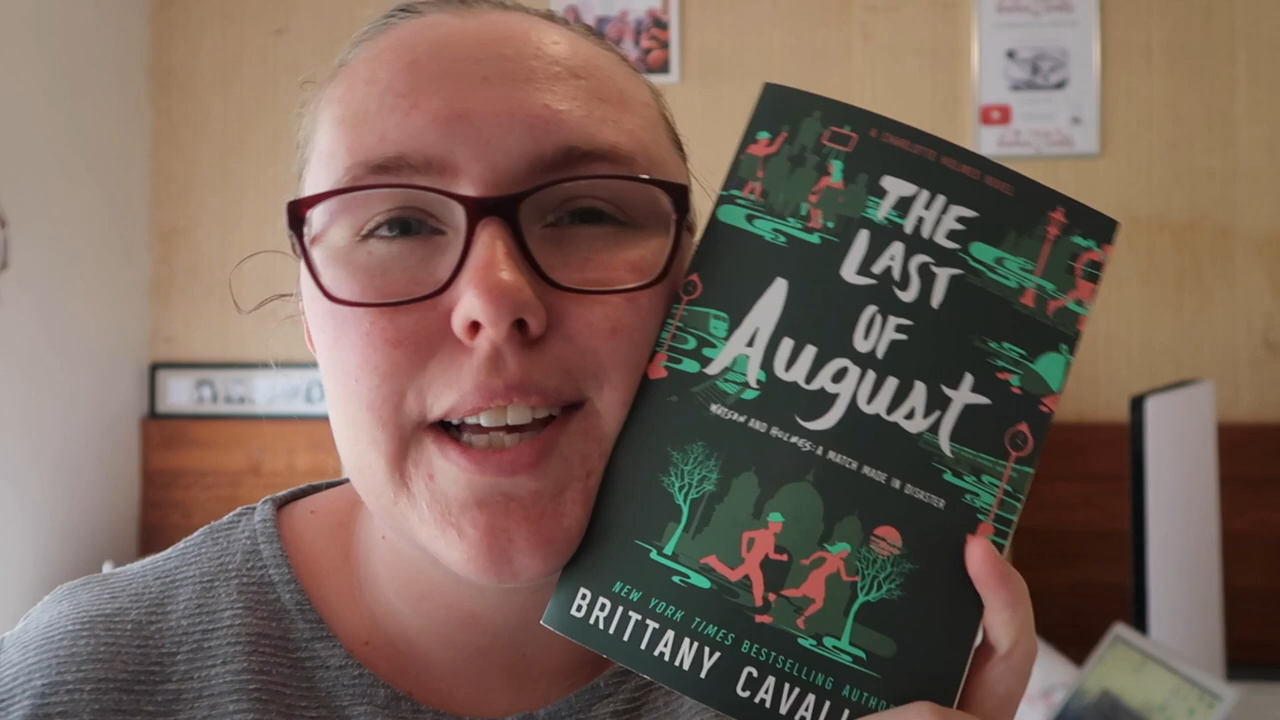 A CHARLOTTE HOLMES NOVEL
THE
LAST
OF
August
WATSON AND HOLMES: A MATCH MADE IN DISASTER
NEW YORK TIMES BESTSELLING AUTHOR
BRITTANY CAVALL